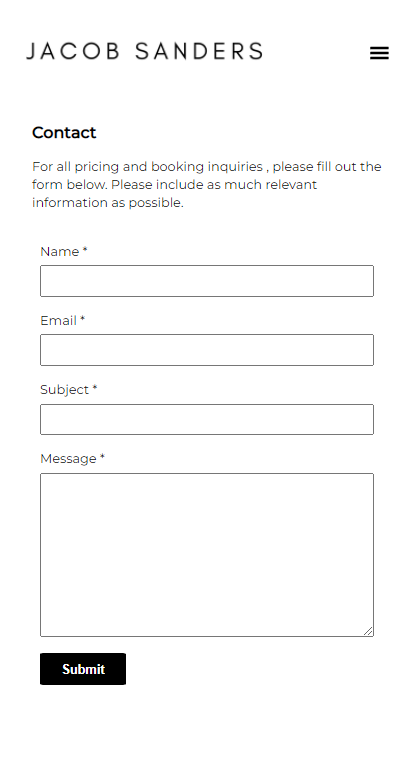 JACOB SANDERS
Contact
For all pricing and booking inquiries , please fill out the
form below. Please include as much relevant
information as possible.
Name *
Email *
Subject *
Message *
Submit